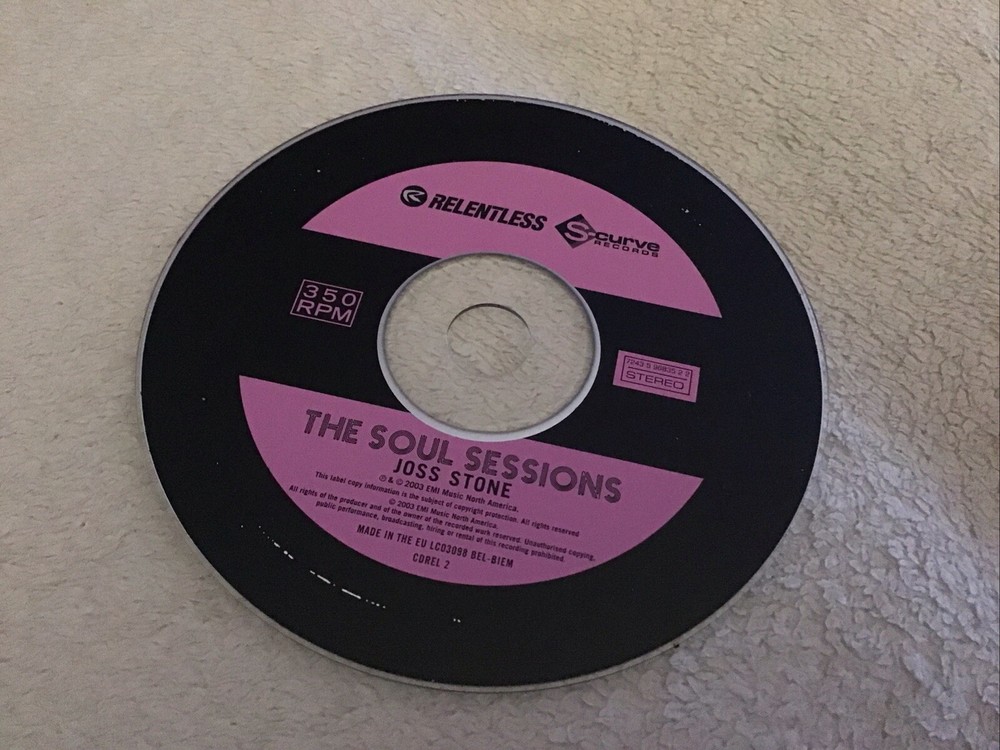 RELENTLESS
S-curve
RECORDS
350
RPM
STEREO
THE SOUL SESSIONS
JOSS STONE
℗ & © 2003 EMI Music North America.
This label copy information is the subject of copyright protection. All rights reserved
© 2003 EMI Music North America.
All rights of the producer and of the owner of the recorded work reserved. Unauthorised copying,
public performance, broadcasting, hiring or rental of this recording prohibited.
MADE IN THE EU LC03098 BEL-BIEM
CDREL 2